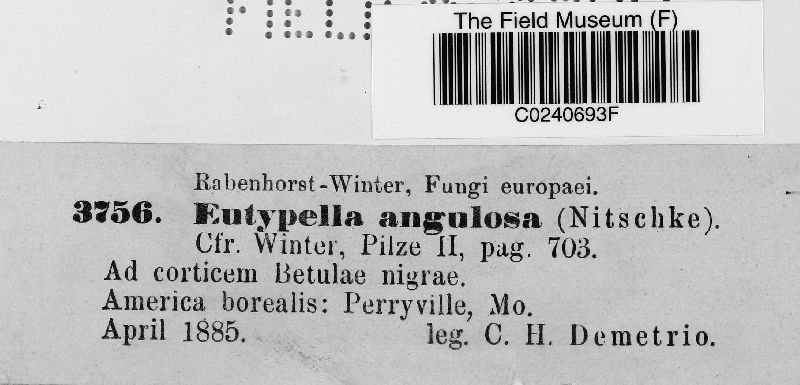 The Field Museum (F)
C0240693F
Rabenhorst-Winter, Fungi europaei.
3756. Eutypella angulosa (Nitschke).
Cfr. Winter, Pilze II, pag. 703.
Ad corticem Betulae nigrae.
America borealis: Perryville, Mo.
April 1885. leg. C. H. Demetrio.